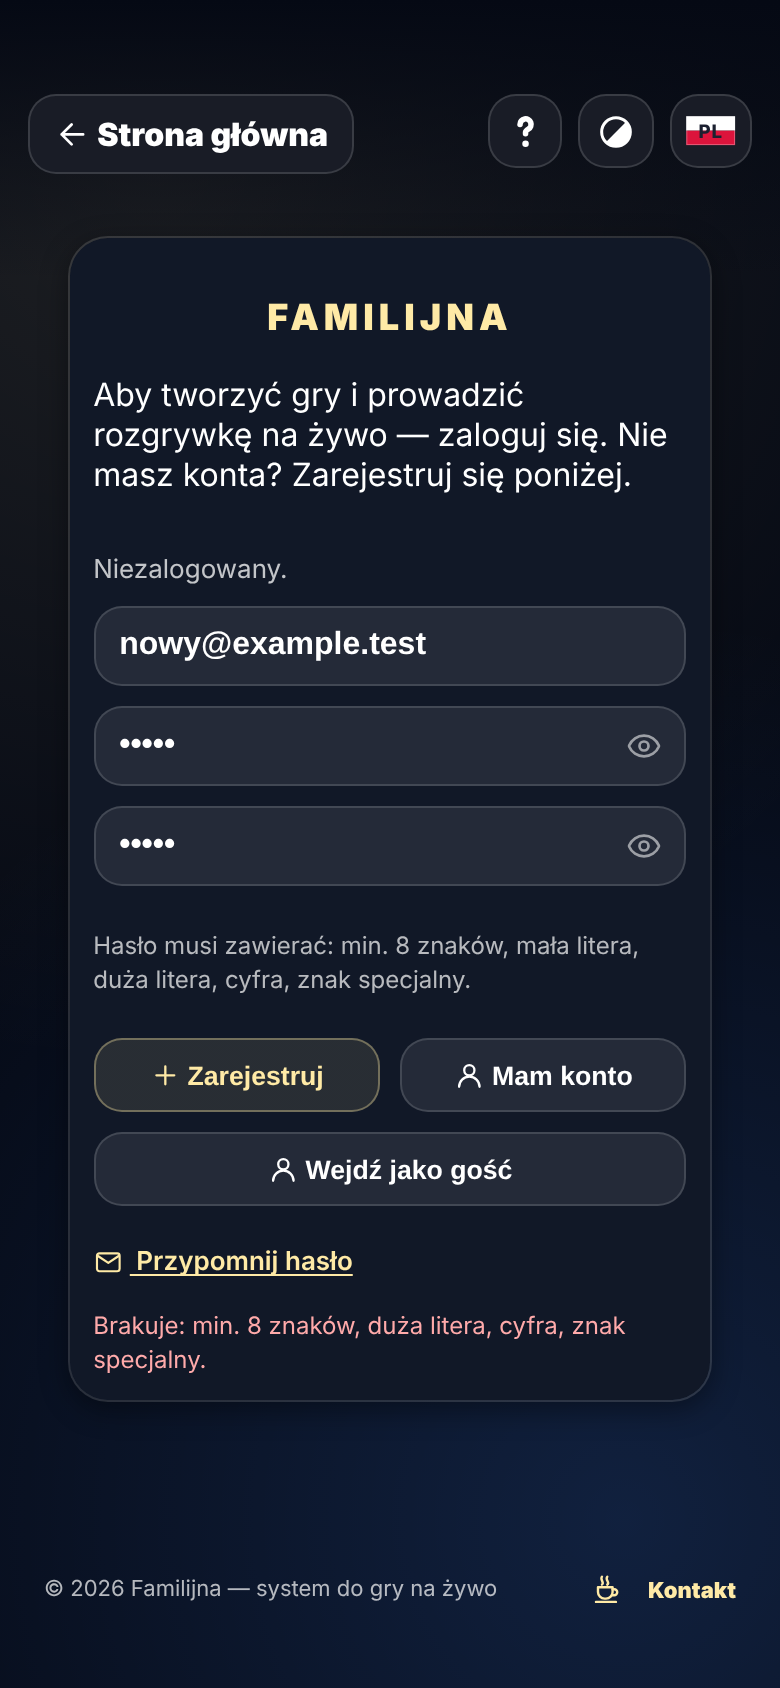 Strona główna
?
PL
FAMILIJNA
Aby tworzyć gry i prowadzić
rozgrywkę na żywo — zaloguj się. Nie
masz konta? Zarejestruj się poniżej.
Niezalogowany.
nowy@example.test
•••••
•••••
Hasło musi zawierać: min. 8 znaków, mała litera,
duża litera, cyfra, znak specjalny.
Zarejestruj
Mam konto
Wejdź jako gość
Przypomnij hasło
Brakuje: min. 8 znaków, duża litera, cyfra, znak
specjalny.
© 2026 Familijna — system do gry na żywo
Kontakt